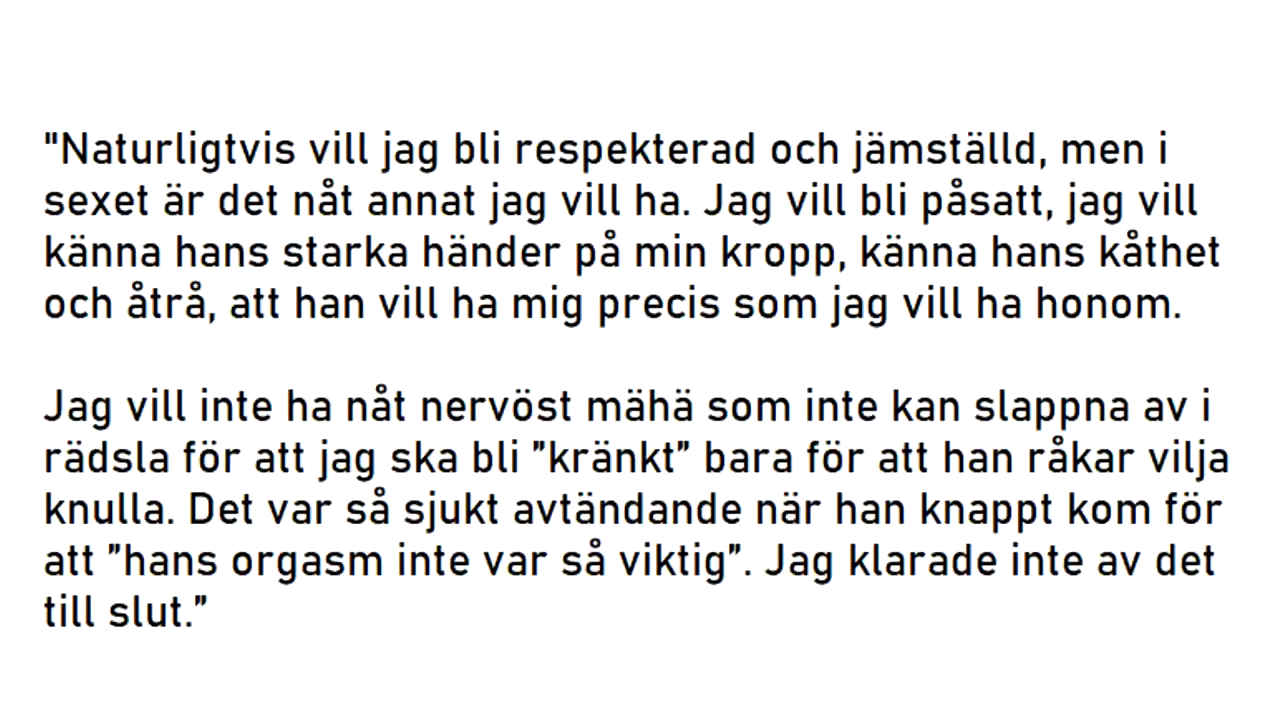 "Naturligtvis vill jag bli respekterad och jämställd, men i
sexet är det nåt annat jag vill ha. Jag vill bli påsatt, jag vill
känna hans starka händer på min kropp, känna hans kåthet
och åtrå, att han vill ha mig precis som jag vill ha honom.
Jag vill inte ha nåt nervöst mähä som inte kan slappna av i
rädsla för att jag ska bli ”kränkt” bara för att han råkar vilja
knulla. Det var så sjukt avtändande när han knappt kom för
att ”hans orgasm inte var så viktig”. Jag klarade inte av det
till slut.”